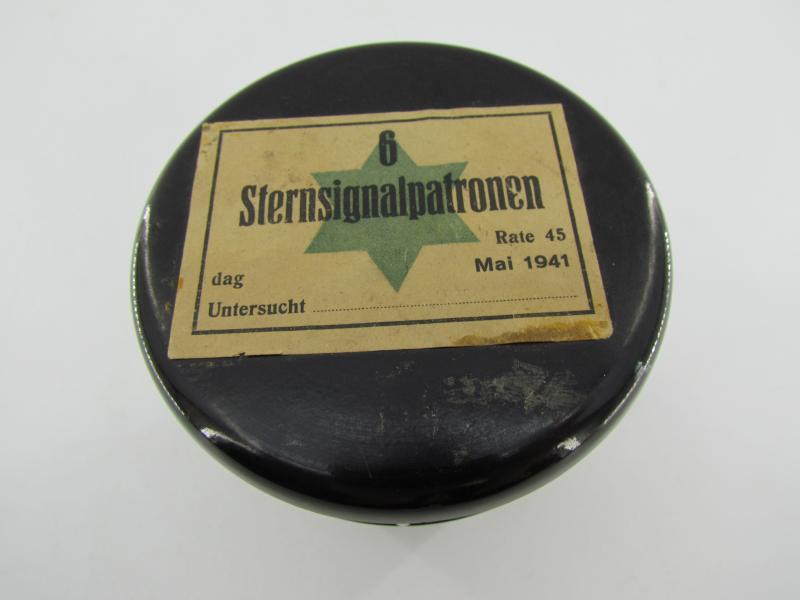 6
Sternsignalpatronen
Rate 45
dag Mai 1941
Untersucht